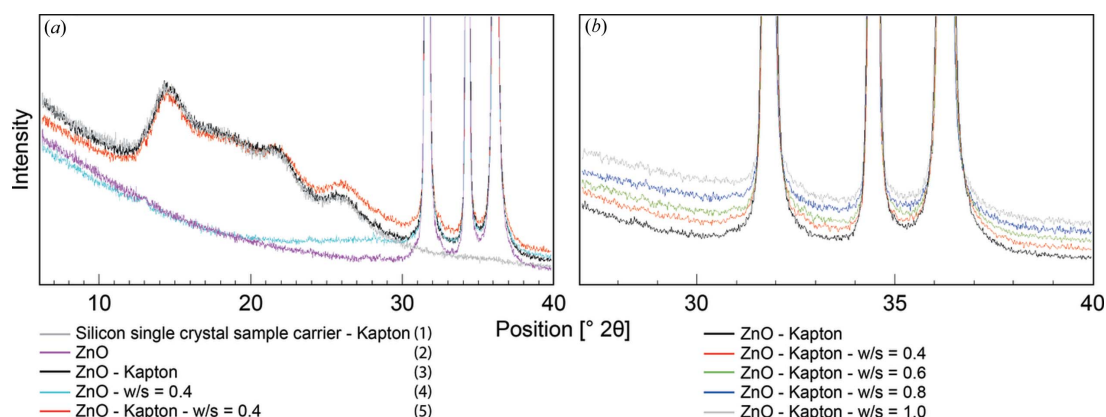 (a)
(b)
Intensity
10 20 30 40
30 35 40
Position [° 2θ]
Silicon single crystal sample carrier - Kapton (1)
ZnO (2)
ZnO - Kapton (3)
ZnO - w/s = 0.4 (4)
ZnO - Kapton - w/s = 0.4 (5)
ZnO - Kapton
ZnO - Kapton - w/s = 0.4
ZnO - Kapton - w/s = 0.6
ZnO - Kapton - w/s = 0.8
ZnO - Kapton - w/s = 1.0